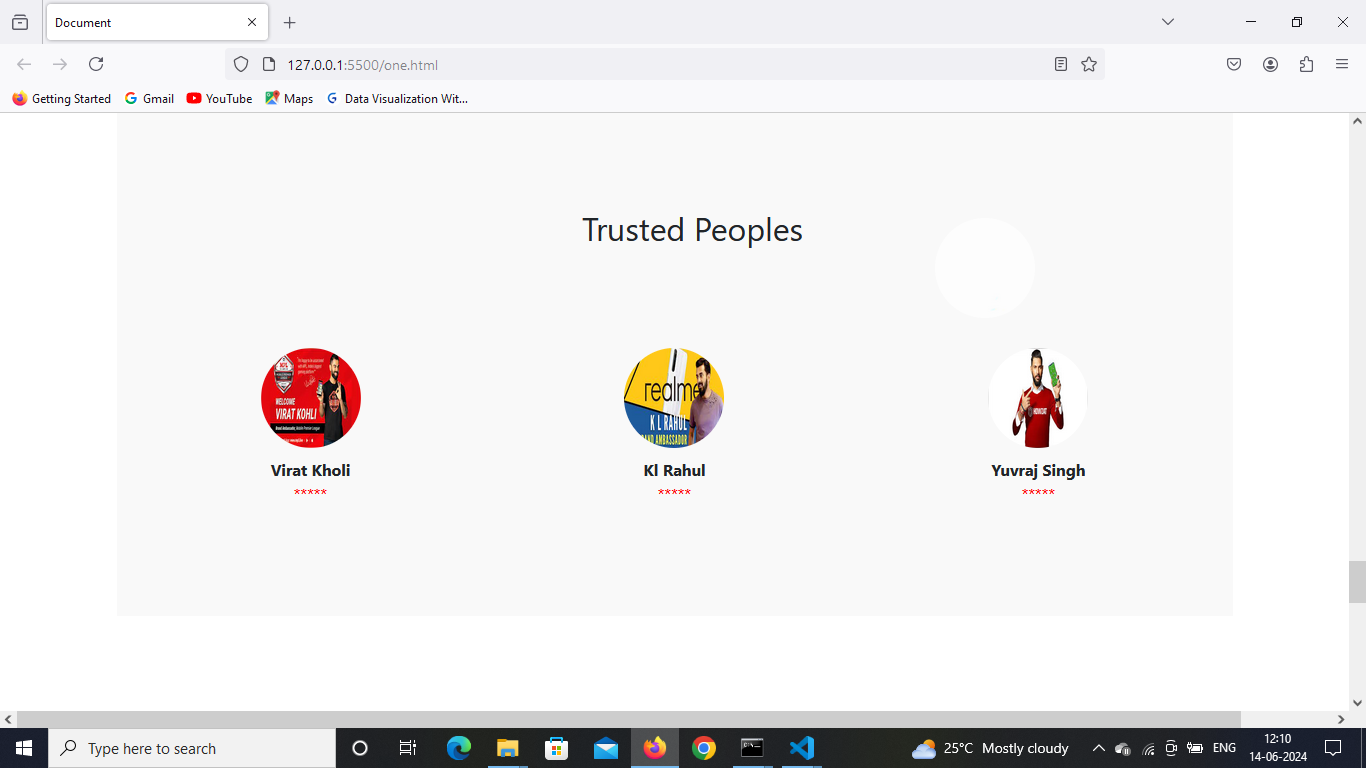 Document
127.0.0.1:5500/one.html
Getting Started
Gmail
YouTube
Maps
Data Visualization Wit...
Trusted Peoples
WELCOME
VIRAT KOHLI
realme
K L RAHUL
AND AMBASSADOR
Virat Kholi
Kl Rahul
Yuvraj Singh
*****
*****
*****
Type here to search
25°C Mostly cloudy
ENG
12:10
14-06-2024